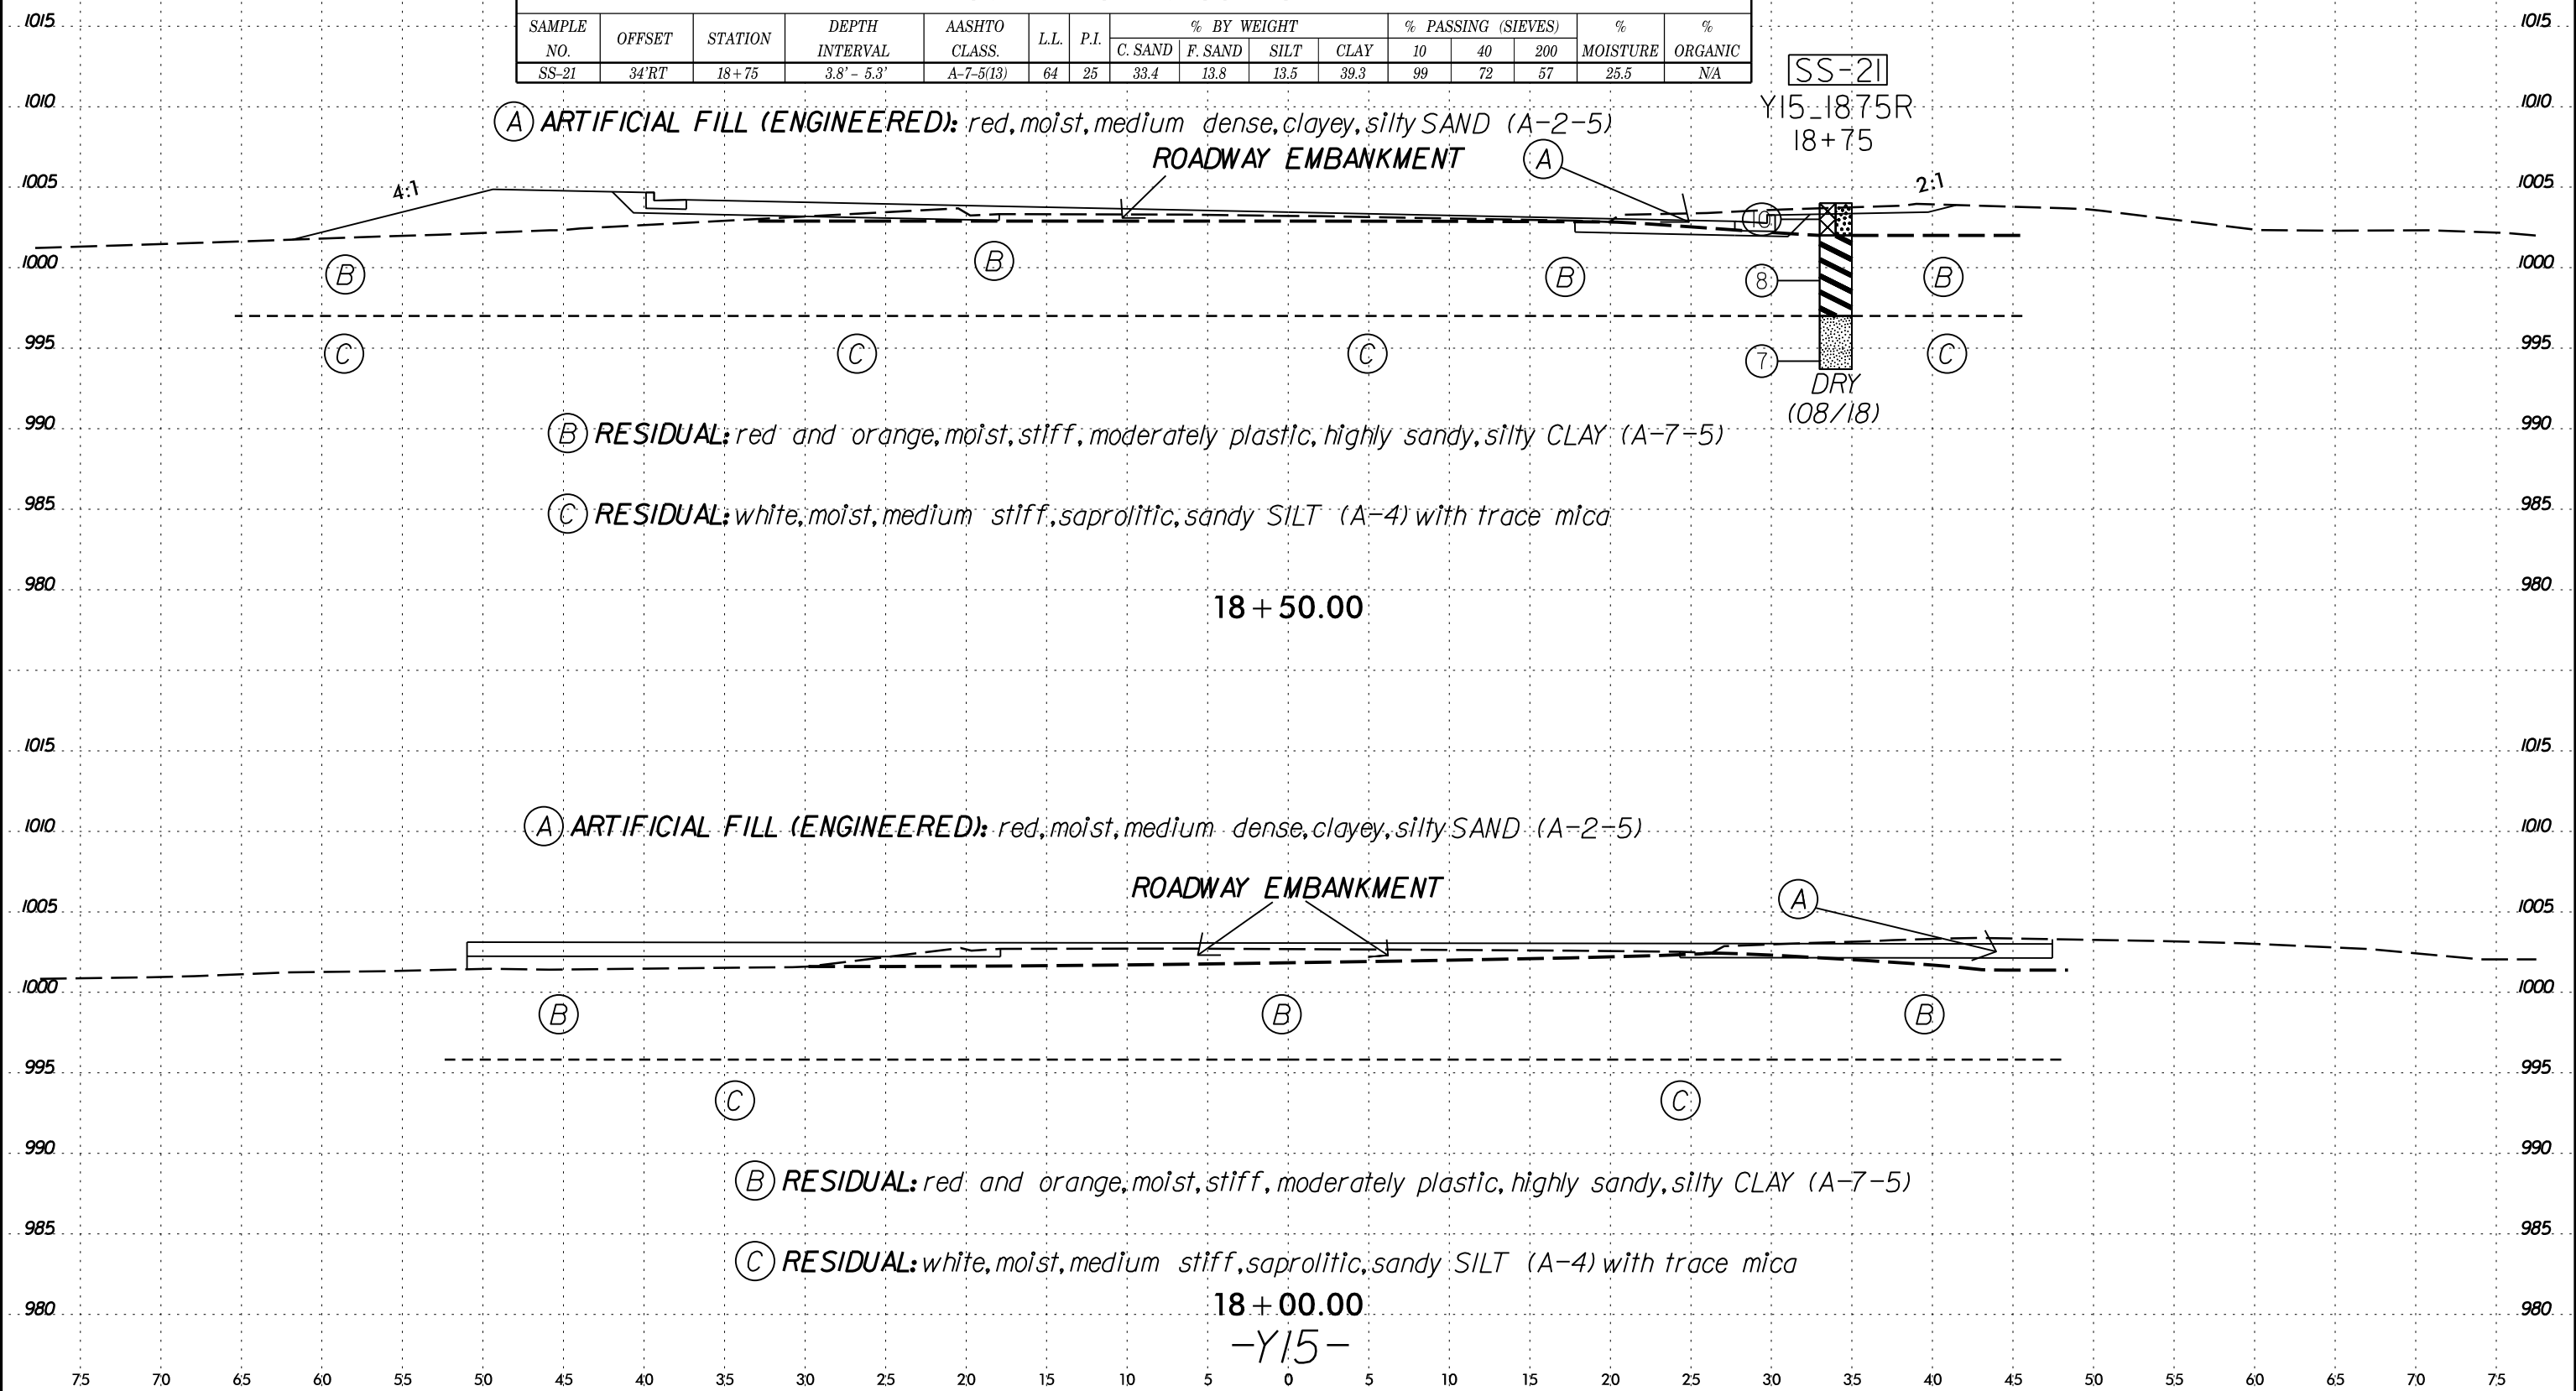 SAMPLE NO. OFFSET STATION DEPTH INTERVAL AASHTO CLASS. L.L. P.I. % BY WEIGHT % PASSING (SIEVES) % MOISTURE % ORGANIC
C. SAND F. SAND SILT CLAY 10 40 200
SS-21 34'RT 18+75 3.8' - 5.3' A-7-5(13) 64 25 33.4 13.8 13.5 39.3 99 72 57 25.5 N/A
1015 1015
SS-21
1010 Y15_1875R 1010
A ARTIFICIAL FILL (ENGINEERED): red, moist, medium dense, clayey, silty SAND (A-2-5)
18+75
ROADWAY EMBANKMENT A
1005 4:1 2:1 1005
1000 1000
B B B 8 B
995 995
C C C 7 C
DRY
(08/18)
990 990
B RESIDUAL: red and orange, moist, stiff, moderately plastic, highly sandy, silty CLAY (A-7-5)
985 985
C RESIDUAL: white, moist, medium stiff, saprolitic, sandy SILT (A-4) with trace mica
980 980
18+50.00
1015 1015
1010 1010
A ARTIFICIAL FILL (ENGINEERED): red, moist, medium dense, clayey, silty SAND (A-2-5)
ROADWAY EMBANKMENT A
1005 1005
1000 1000
B B B
995 995
C C
990 990
B RESIDUAL: red and orange, moist, stiff, moderately plastic, highly sandy, silty CLAY (A-7-5)
985 985
C RESIDUAL: white, moist, medium stiff, saprolitic, sandy SILT (A-4) with trace mica
980 980
18+00.00
-Y15-
75 70 65 60 55 50 45 40 35 30 25 20 15 10 5 0 5 10 15 20 25 30 35 40 45 50 55 60 65 70 75